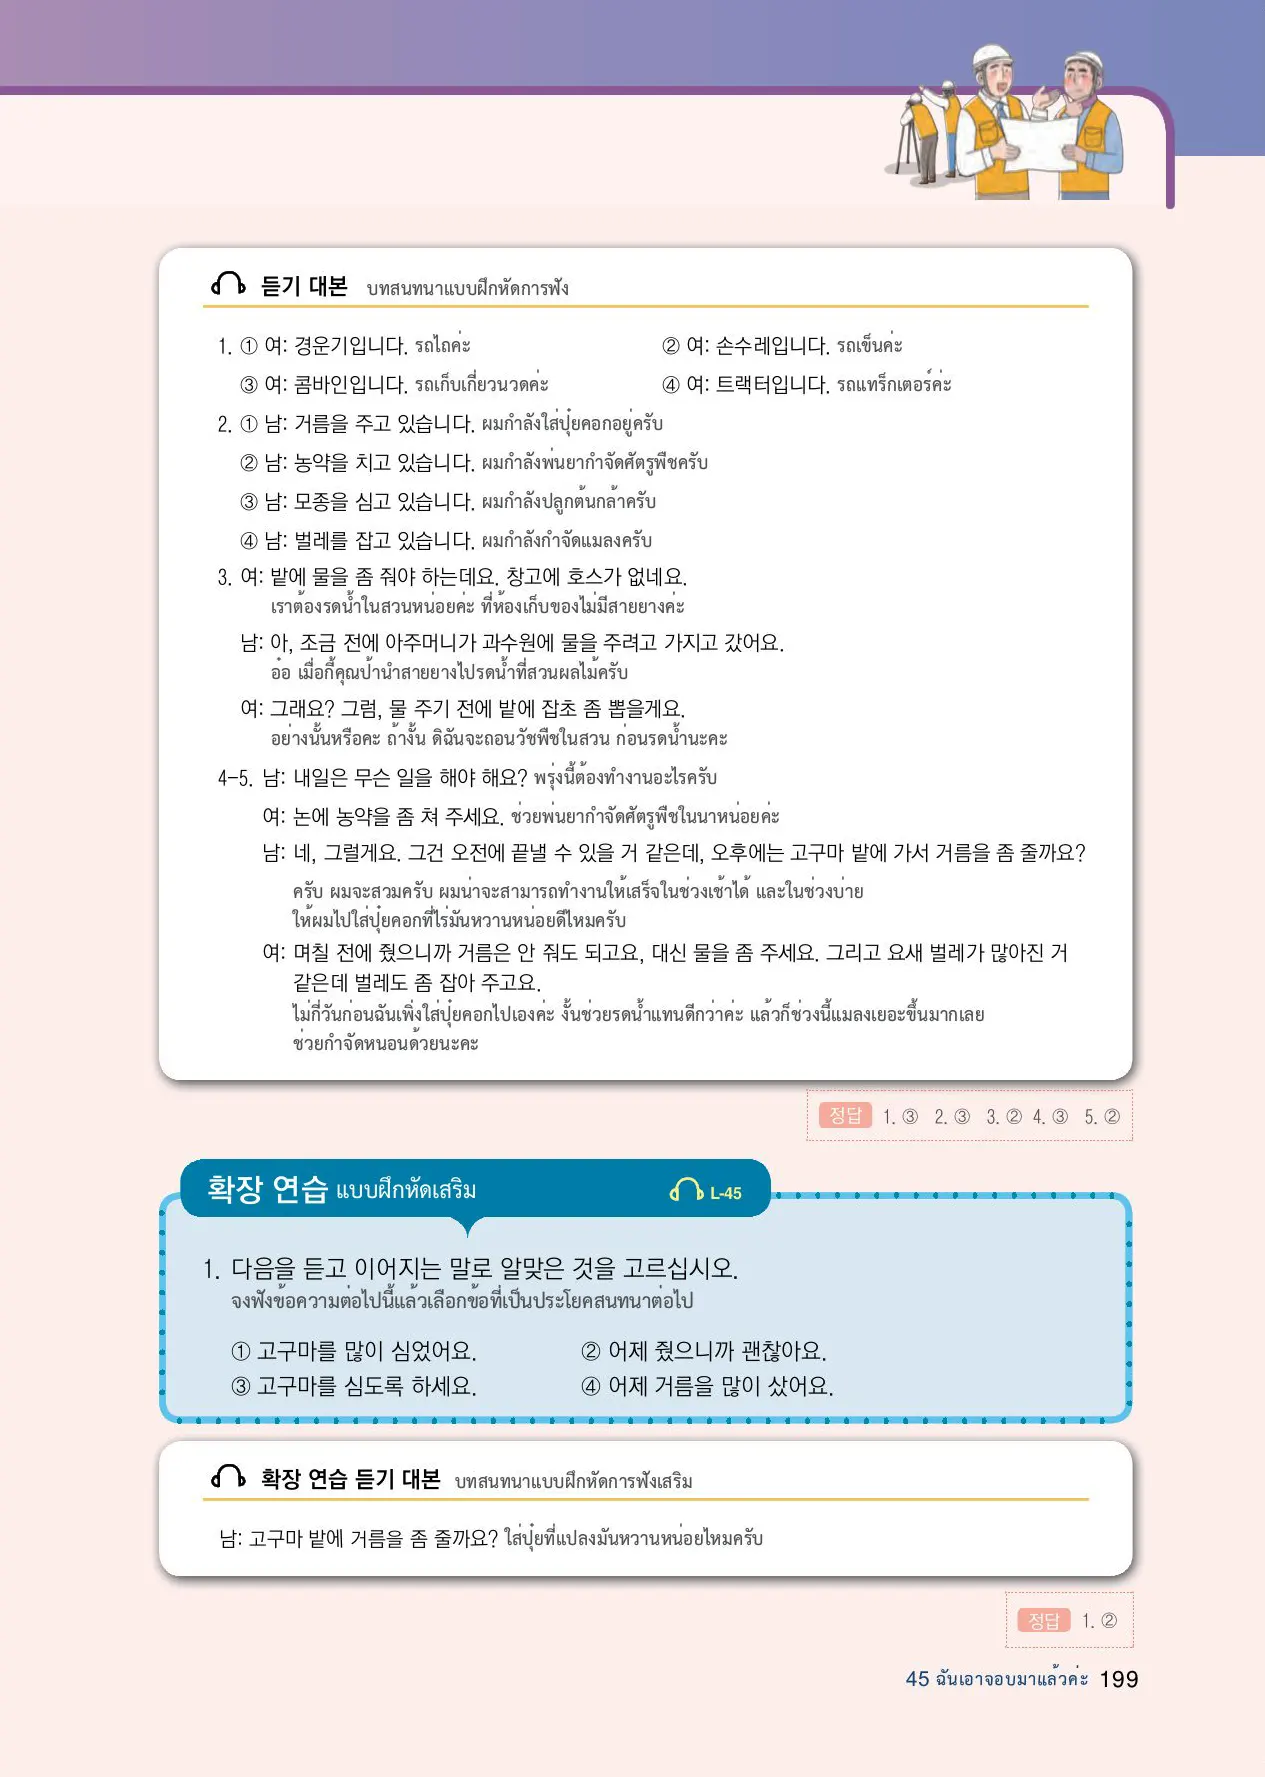 듣기 대본 บทสนทนาแบบฝึกหัดการฟัง
1. ① 여: 경운기입니다. รถไถค่ะ ② 여: 손수레입니다. รถเข็นค่ะ
③ 여: 콤바인입니다. รถเก็บเกี่ยวนวดค่ะ ④ 여: 트랙터입니다. รถแทร็กเตอร์ค่ะ
2. ① 남: 거름을 주고 있습니다. ผมกำลังใส่ปุ๋ยคอกอยู่ครับ
② 남: 농약을 치고 있습니다. ผมกำลังพ่นยากำจัดศัตรูพืชครับ
③ 남: 모종을 심고 있습니다. ผมกำลังปลูกต้นกล้าครับ
④ 남: 벌레를 잡고 있습니다. ผมกำลังกำจัดแมลงครับ
3. 여: 밭에 물을 좀 줘야 하는데요. 창고에 호스가 없네요.
เราต้องรดน้ำในสวนหน่อยค่ะ ที่ห้องเก็บของไม่มีสายยางค่ะ
남: 아, 조금 전에 아주머니가 과수원에 물을 주려고 가지고 갔어요.
อ๋อ เมื่อกี้คุณป้านำสายยางไปรดน้ำที่สวนผลไม้ครับ
여: 그래요? 그럼, 물 주기 전에 밭에 잡초 좀 뽑을게요.
อย่างนั้นหรือคะ ถ้างั้น ดิฉันจะถอนวัชพืชในสวน ก่อนรดน้ำนะคะ
4-5. 남: 내일은 무슨 일을 해야 해요? พรุ่งนี้ต้องทำงานอะไรครับ
여: 논에 농약을 좀 쳐 주세요. ช่วยพ่นยากำจัดศัตรูพืชในนาหน่อยค่ะ
남: 네, 그럴게요. 그건 오전에 끝낼 수 있을 거 같은데, 오후에는 고구마 밭에 가서 거름을 좀 줄까요?
ครับ ผมจะสวมครับ ผมน่าจะสามารถทำงานให้เสร็จในช่วงเช้าได้ และในช่วงบ่าย
ให้ผมไปใส่ปุ๋ยคอกที่ไร่มันหวานหน่อยดีไหมครับ
여: 며칠 전에 줬으니까 거름은 안 줘도 되고요, 대신 물을 좀 주세요. 그리고 요새 벌레가 많아진 거
같은데 벌레도 좀 잡아 주고요.
ไม่กี่วันก่อนฉันเพิ่งใส่ปุ๋ยคอกไปเองค่ะ งั้นช่วยรดน้ำแทนดีกว่าค่ะ แล้วก็ช่วงนี้แมลงเยอะขึ้นมากเลย
ช่วยกำจัดหนอนด้วยนะคะ
정답 1. ③ 2. ③ 3. ② 4. ③ 5. ②
확장 연습 แบบฝึกหัดเสริม L-45
1. 다음을 듣고 이어지는 말로 알맞은 것을 고르십시오.
จงฟังข้อความต่อไปนี้แล้วเลือกข้อที่เป็นประโยคสนทนาต่อไป
① 고구마를 많이 심었어요. ② 어제 줬으니까 괜찮아요.
③ 고구마를 심도록 하세요. ④ 어제 거름을 많이 샀어요.
확장 연습 듣기 대본 บทสนทนาแบบฝึกหัดการฟังเสริม
남: 고구마 밭에 거름을 좀 줄까요? ใส่ปุ๋ยที่แปลงมันหวานหน่อยไหมครับ
정답 1. ②
45 ฉันเอาจอบมาแล้วค่ะ 199